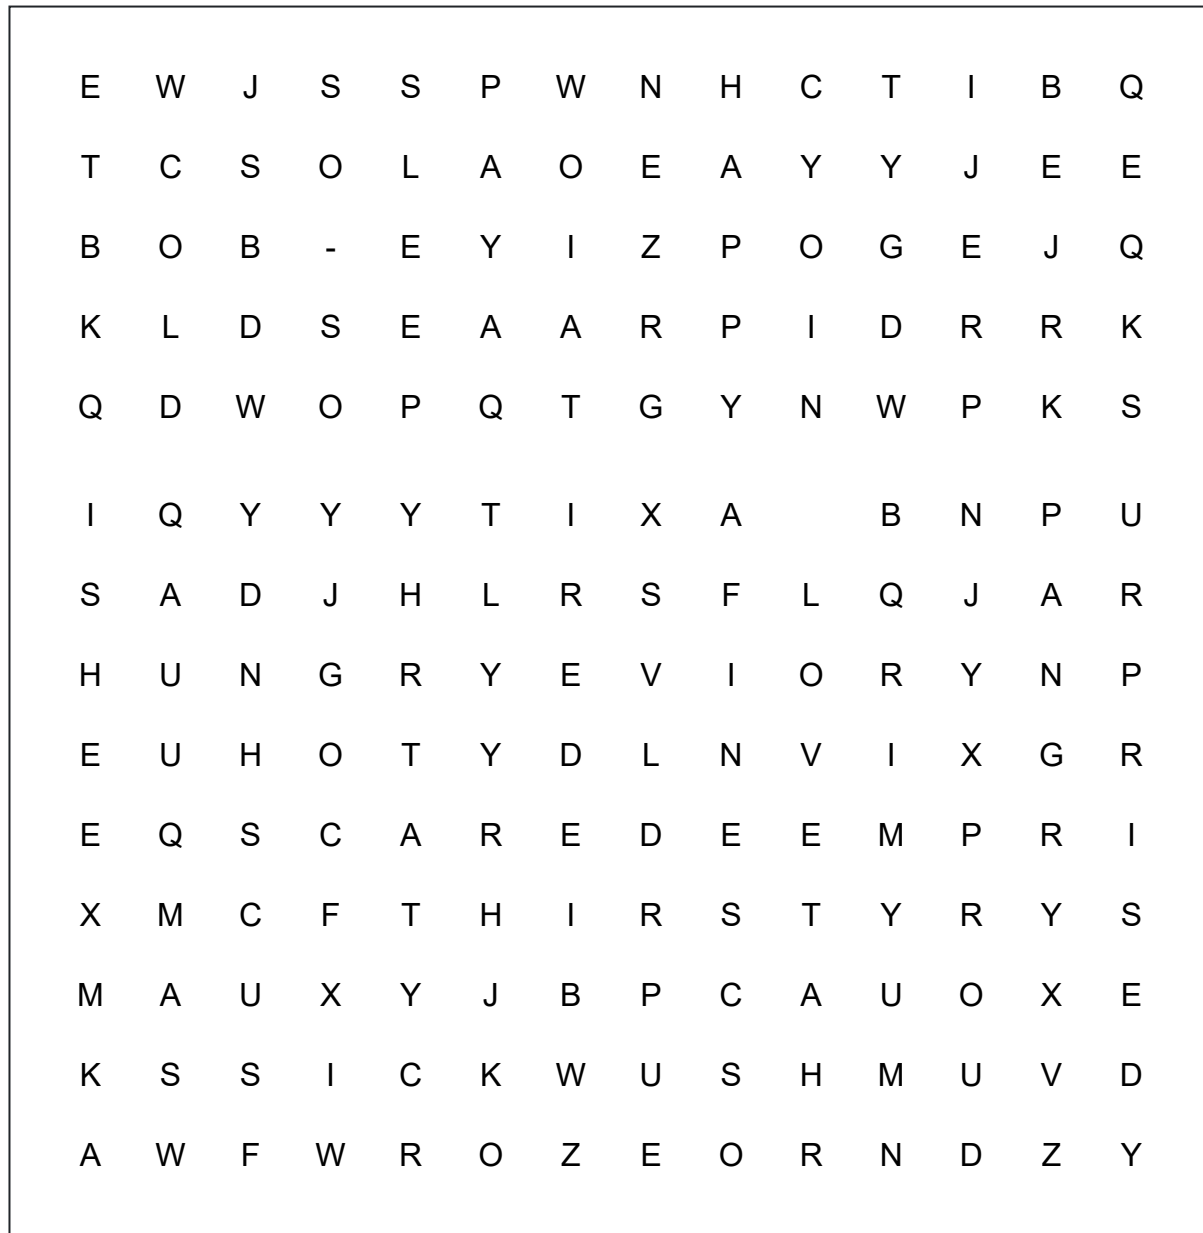 E W J S S P W N H C T I B Q
T C S O L A O E A Y Y J E E
B O B - E Y I Z P O G E J Q
K L D S E A A R P I D R R K
Q D W O P Q T G Y N W P K S
I Q Y Y Y T I X A B N P U
S A D J H L R S F L Q J A R
H U N G R Y E V I O R Y N P
E U H O T Y D L N V I X G R
E Q S C A R E D E E M P R I
X M C F T H I R S T Y R Y S
M A U X Y J B P C A U O X E
K S S I C K W U S H M U V D
A W F W R O Z E O R N D Z Y